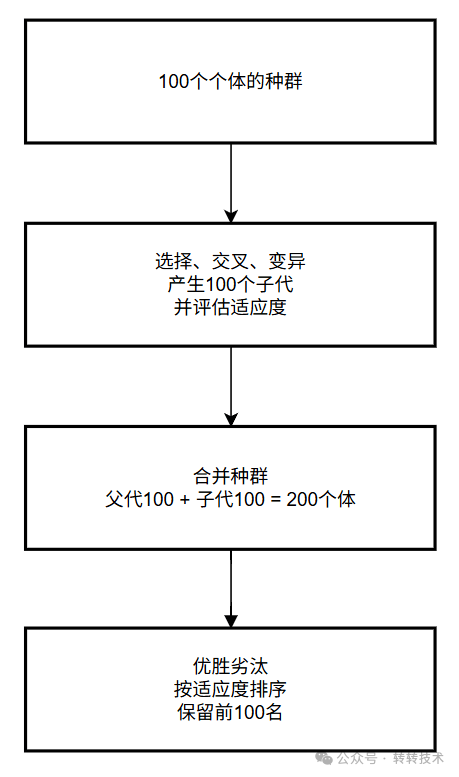 100个个体的种群
选择、交叉、变异
产生100个子代
并评估适应度
合并种群
父代100 + 子代100 = 200个体
优胜劣汰
按适应度排序
保留前100名
公众号 · 转转技术